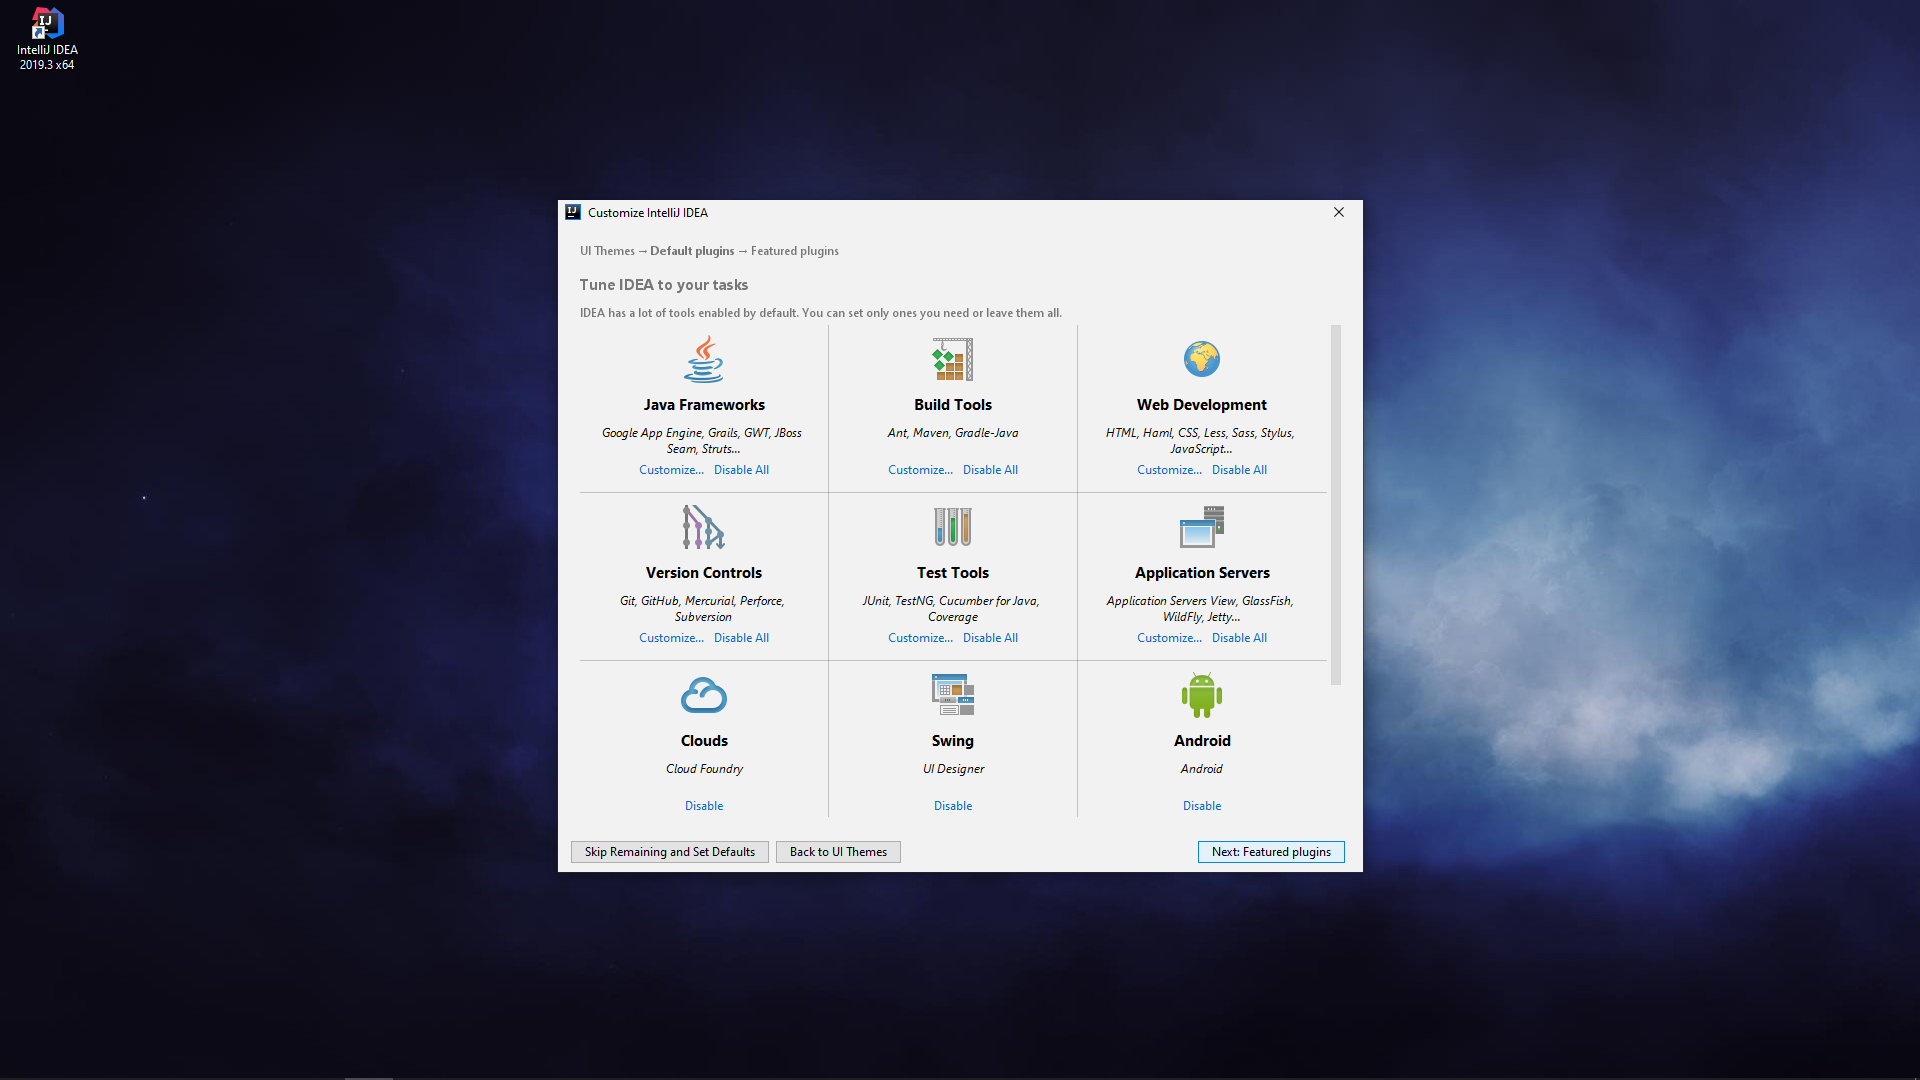 IJ
IntelliJ IDEA
2019.3 x64
IJ
Customize IntelliJ IDEA
UI Themes → Default plugins → Featured plugins
Tune IDEA to your tasks
IDEA has a lot of tools enabled by default. You can set only ones you need or leave them all.
Java Frameworks
Google App Engine, Grails, GWT, JBoss
Seam, Struts...
Customize... Disable All
Build Tools
Ant, Maven, Gradle-Java
Customize... Disable All
Web Development
HTML, Haml, CSS, Less, Sass, Stylus,
JavaScript...
Customize... Disable All
Version Controls
Git, GitHub, Mercurial, Perforce,
Subversion
Customize... Disable All
Test Tools
JUnit, TestNG, Cucumber for Java,
Coverage
Customize... Disable All
Application Servers
Application Servers View, GlassFish,
WildFly, Jetty...
Customize... Disable All
Clouds
Cloud Foundry
Disable
Swing
UI Designer
Disable
Android
Android
Disable
Skip Remaining and Set Defaults
Back to UI Themes
Next: Featured plugins